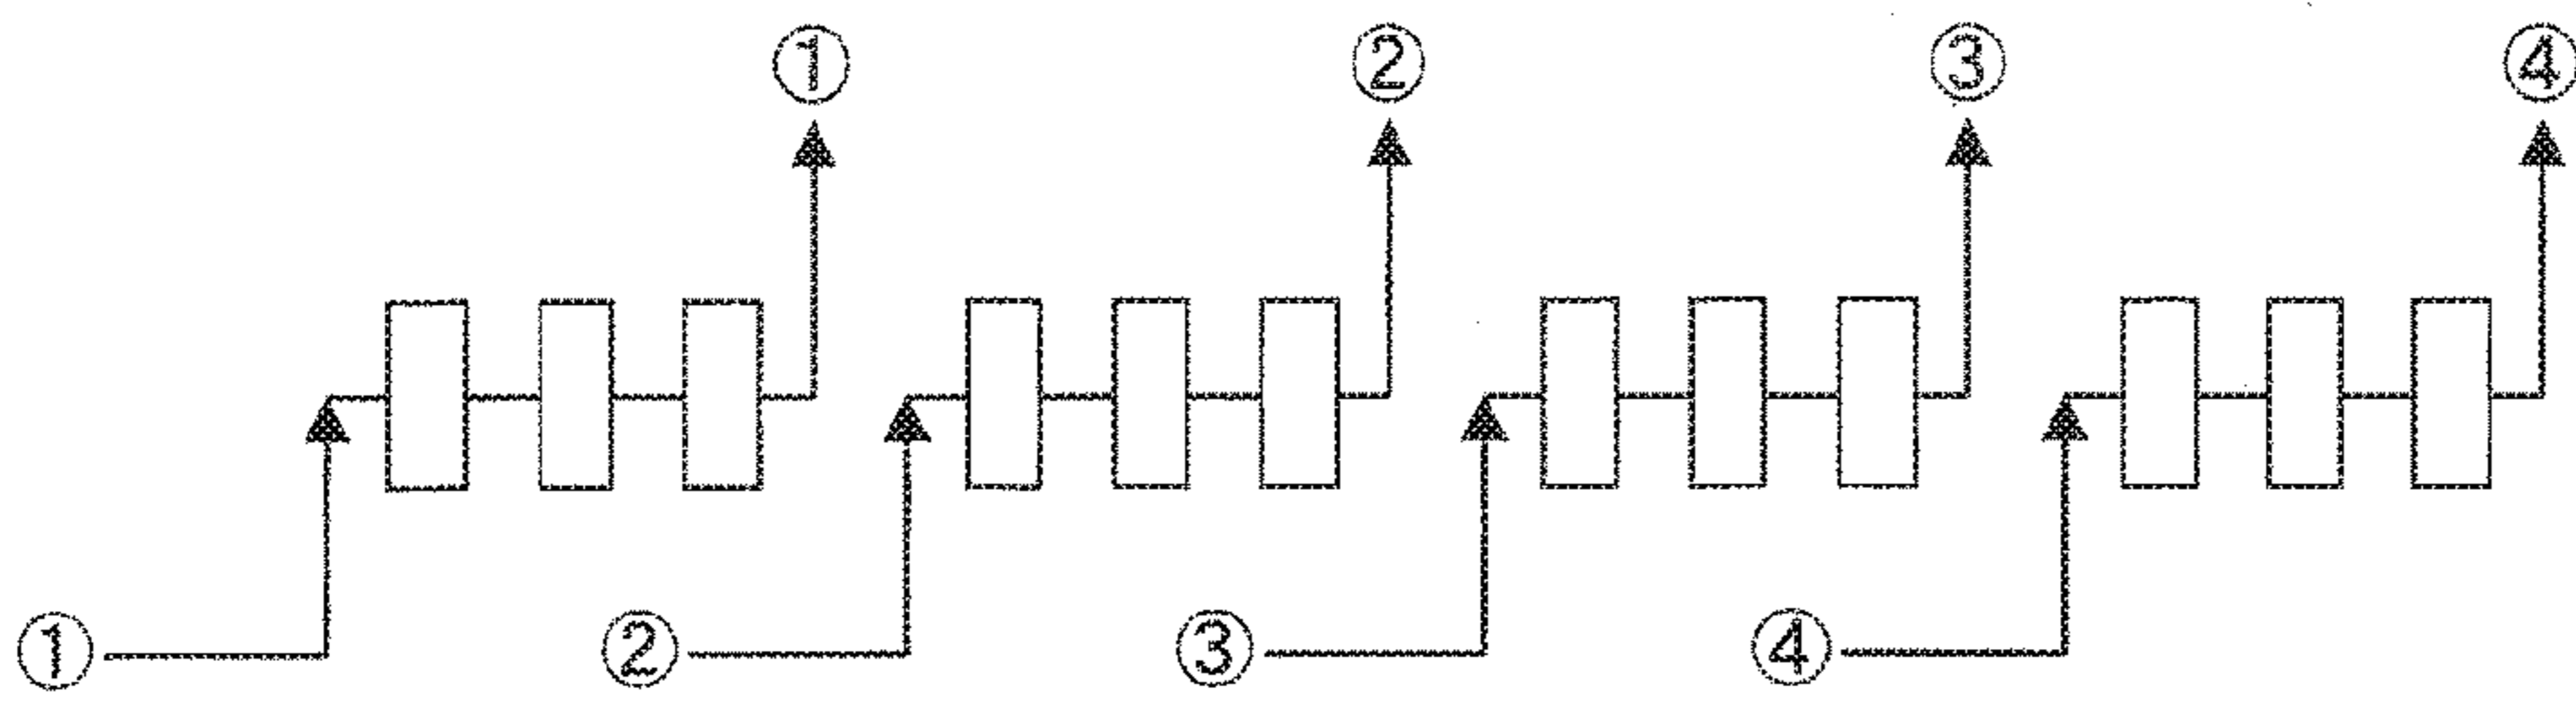 ① ② ③ ④
① ② ③ ④